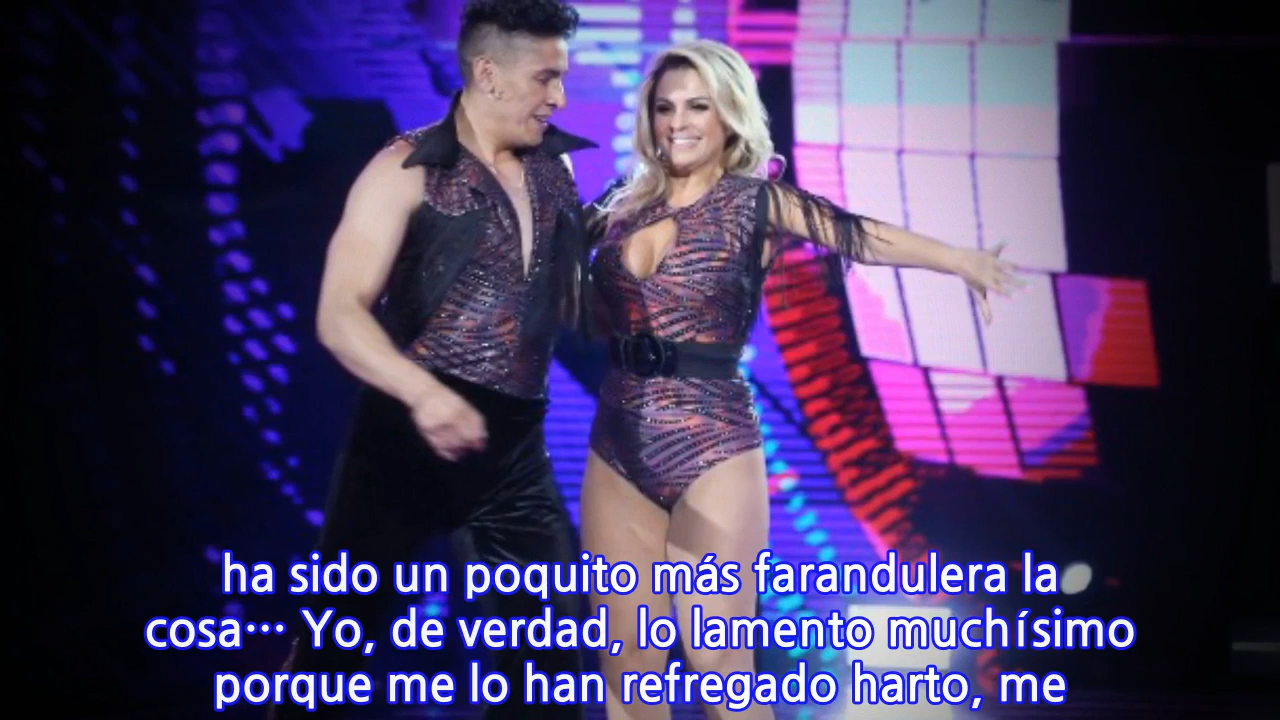 ha sido un poquito más farandulera la
cosa… Yo, de verdad, lo lamento muchísimo
porque me lo han refregado harto, me